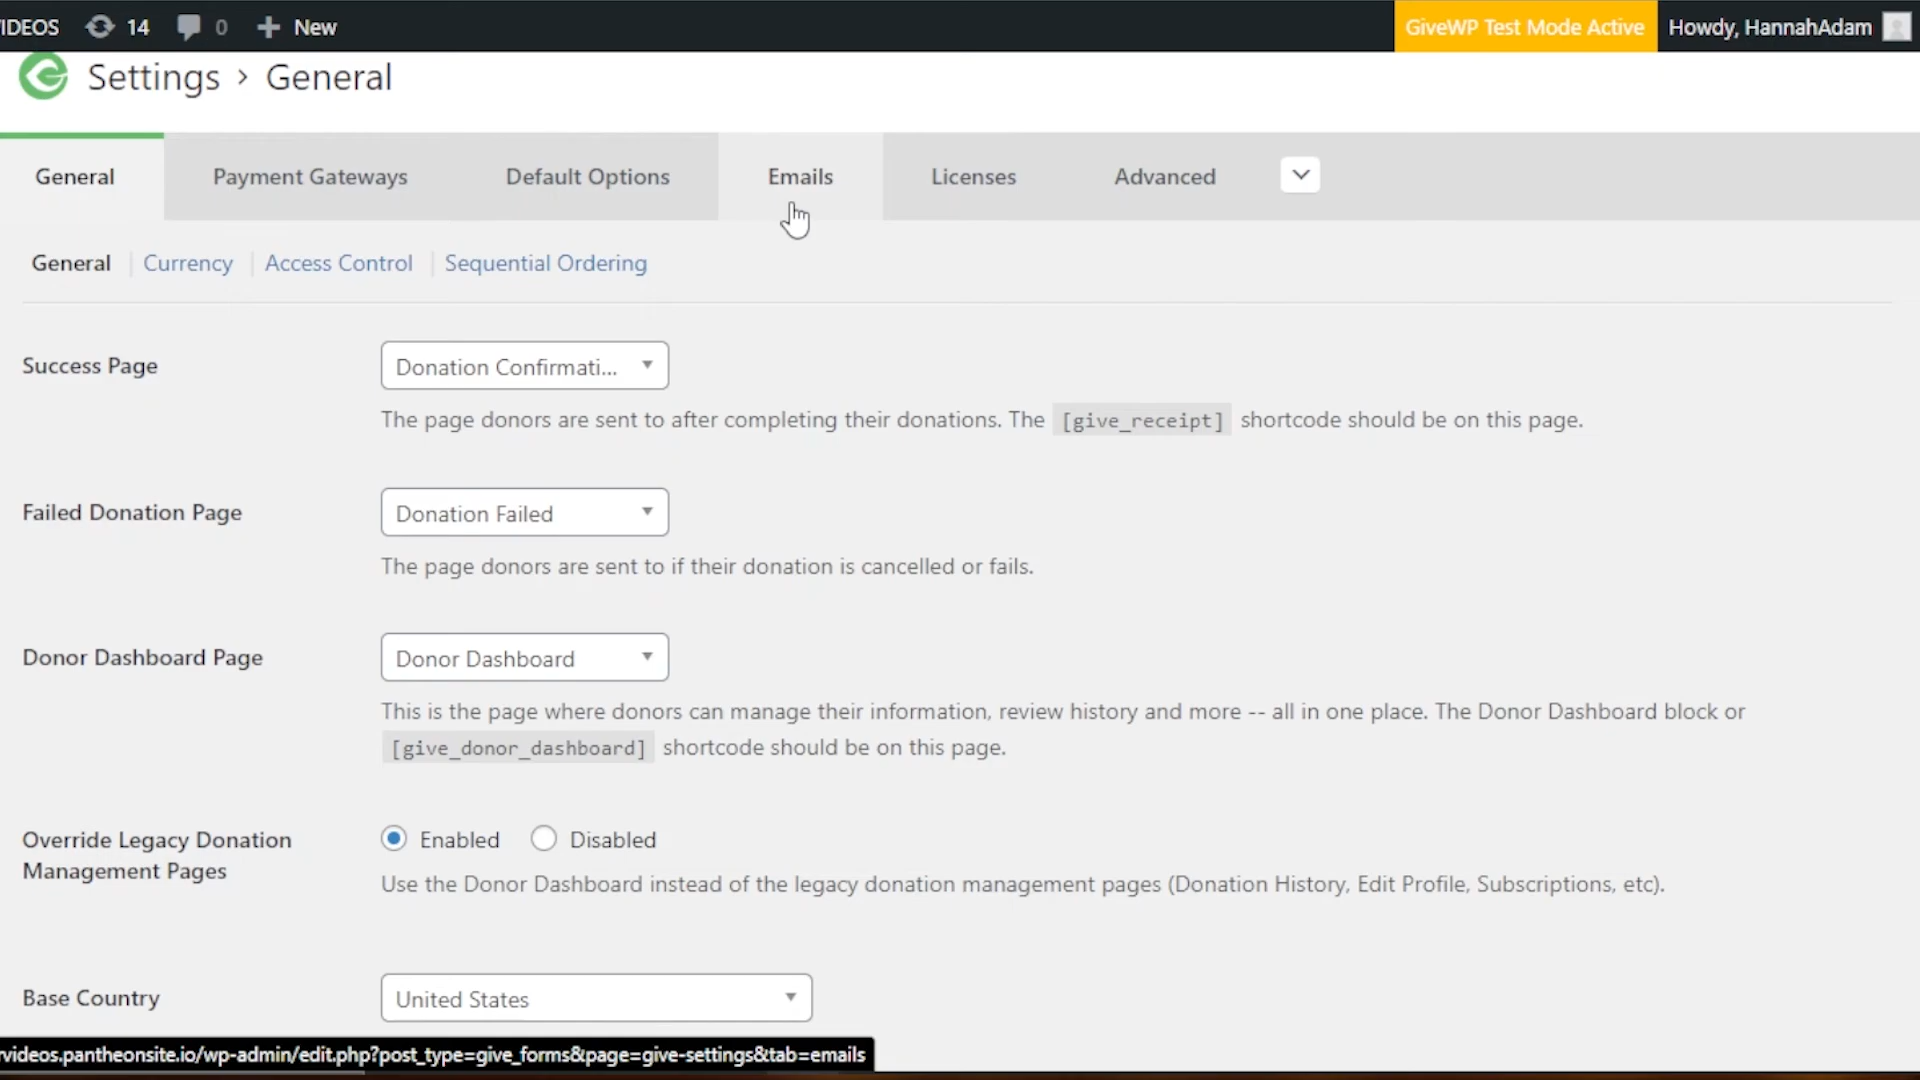 IDEOS 14 0 New GiveWP Test Mode Active Howdy, HannahAdam
Settings › General
General Payment Gateways Default Options Emails Licenses Advanced
General Currency Access Control Sequential Ordering
Success Page Donation Confirmati...
The page donors are sent to after completing their donations. The [give_receipt] shortcode should be on this page.
Failed Donation Page Donation Failed
The page donors are sent to if their donation is cancelled or fails.
Donor Dashboard Page Donor Dashboard
This is the page where donors can manage their information, review history and more -- all in one place. The Donor Dashboard block or
[give_donor_dashboard] shortcode should be on this page.
Override Legacy Donation Enabled Disabled
Management Pages
Use the Donor Dashboard instead of the legacy donation management pages (Donation History, Edit Profile, Subscriptions, etc).
Base Country United States
rvideos.pantheonsite.io/wp-admin/edit.php?post_type=give_forms&page=give-settings&tab=emails